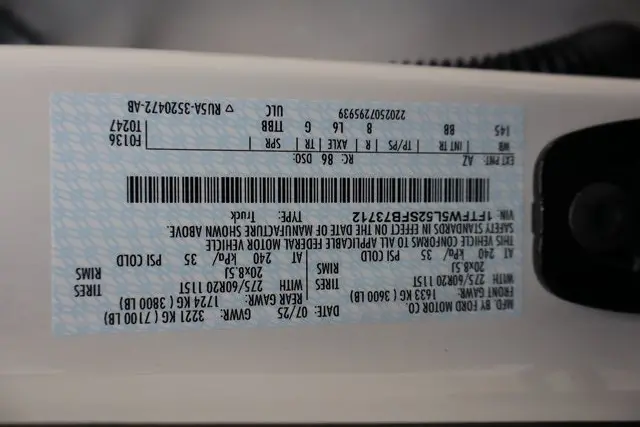 MFD. BY FORD MOTOR CO.
DATE: 07/25 GVWR: 3221 KG ( 7100 LB)
FRONT GAWR: 1633 KG ( 3600 LB) REAR GAWR: 1724 KG ( 3800 LB)
WITH 275/60R20 115T TIRES WITH 275/60R20 115T TIRES
20x8.5J RIMS 20x8.5J RIMS
AT 240 kPa/ 35 PSI COLD AT 240 kPa/ 35 PSI COLD
THIS VEHICLE CONFORMS TO ALL APPLICABLE FEDERAL MOTOR VEHICLE
SAFETY STANDARDS IN EFFECT ON THE DATE OF MANUFACTURE SHOWN ABOVE.
VIN: 1FTFW5L52SFB73712 TYPE: Truck
EXT PNT: AZ RC: 86 DSO: F0136
WB INT TR TP/PS R AXLE TR SPR T0247
145 BB 8 L6 G TTBB
2202507295939 ULC ▽ RU5A-3520472-AB